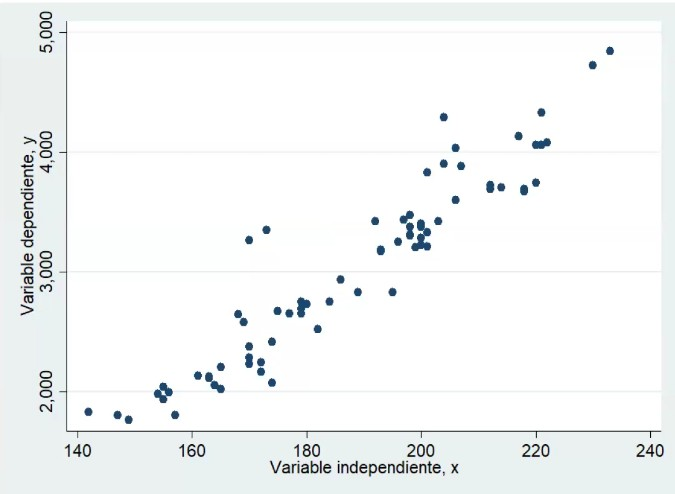 5,000
4,000
3,000
2,000
Variable dependiente, y
140 160 180 200 220 240
Variable independiente, x